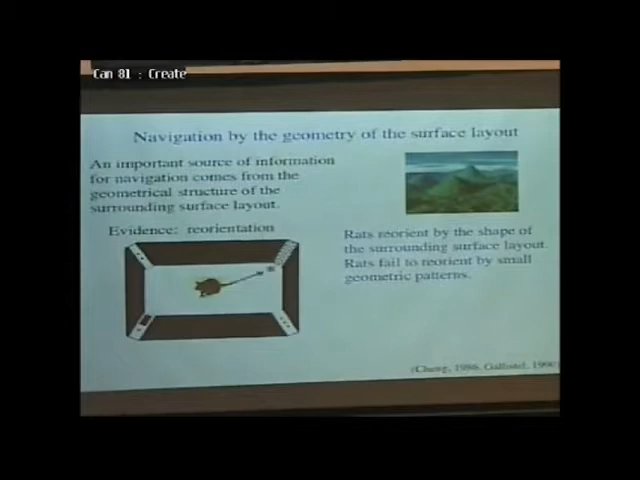 Cam 81 : Create
Navigation by the geometry of the surface layout
An important source of information
for navigation comes from the
geometrical structure of the
surrounding surface layout.
Evidence: reorientation
Rats reorient by the shape of
the surrounding surface layout.
Rats fail to reorient by small
geometric patterns.
(Cheng, 1986, Gallistel, 1990)